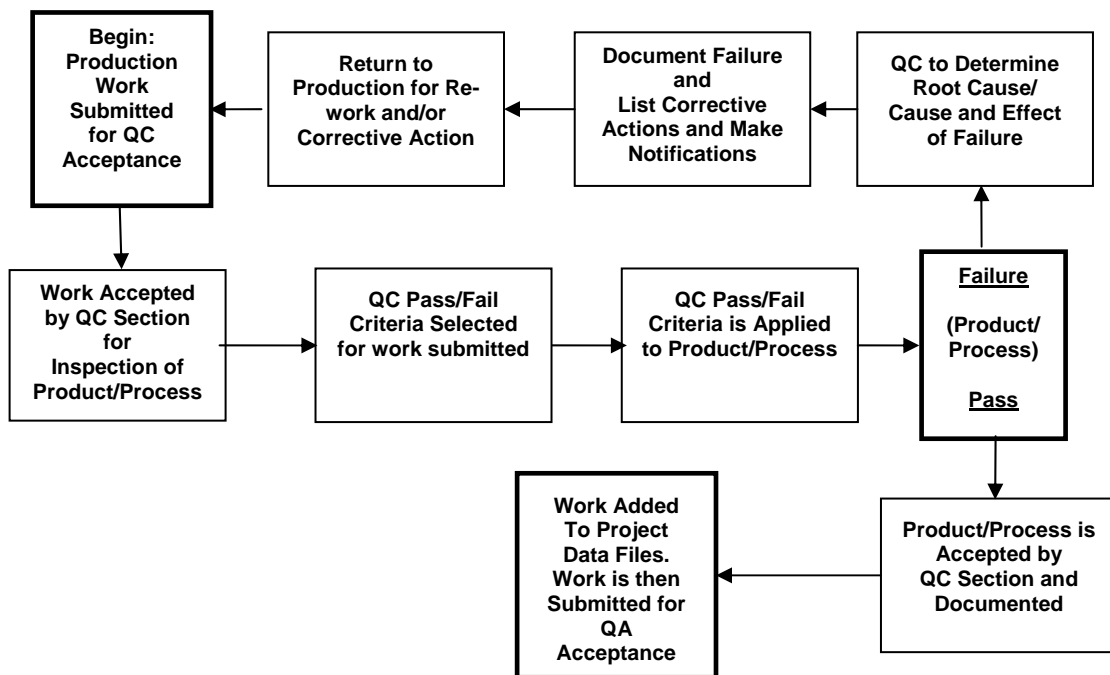 Begin:
Production
Work
Submitted
for QC
Acceptance
Return to
Production for Re-
work and/or
Corrective Action
Document Failure
and
List Corrective
Actions and Make
Notifications
QC to Determine
Root Cause/
Cause and Effect
of Failure
Work Accepted
by QC Section
for
Inspection of
Product/Process
QC Pass/Fail
Criteria Selected
for work submitted
QC Pass/Fail
Criteria is Applied
to Product/Process
Failure
(Product/
Process)
Pass
Work Added
To Project
Data Files.
Work is then
Submitted for
QA
Acceptance
Product/Process is
Accepted by
QC Section and
Documented